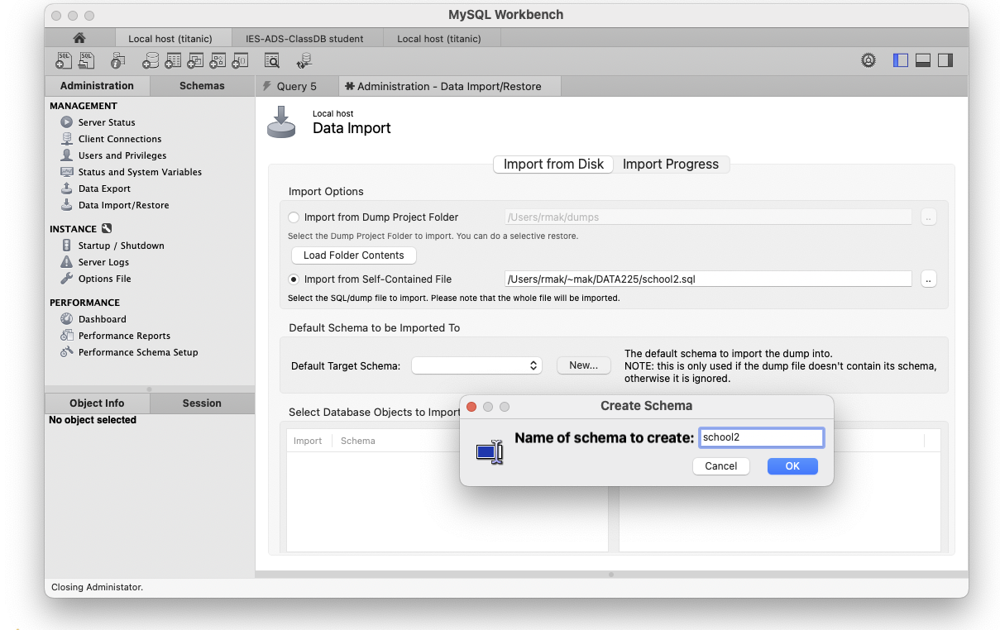 MySQL Workbench
Local host (titanic)
IES-ADS-ClassDB student
Local host (titanic)
SQL
SQL
Administration
Schemas
Query 5
Administration - Data Import/Restore
MANAGEMENT
Server Status
Client Connections
Users and Privileges
Status and System Variables
Data Export
Data Import/Restore
INSTANCE
Startup / Shutdown
Server Logs
Options File
PERFORMANCE
Dashboard
Performance Reports
Performance Schema Setup
Object Info
Session
No object selected
Local host
Data Import
Import from Disk
Import Progress
Import Options
Import from Dump Project Folder
/Users/rmak/dumps
..
Select the Dump Project Folder to import. You can do a selective restore.
Load Folder Contents
Import from Self-Contained File
/Users/rmak/~mak/DATA225/school2.sql
..
Select the SQL/dump file to import. Please note that the whole file will be imported.
Default Schema to be Imported To
Default Target Schema:
New...
The default schema to import the dump into.
NOTE: this is only used if the dump file doesn't contain its schema,
otherwise it is ignored.
Select Database Objects to Import
Import
Schema
Create Schema
Name of schema to create:
school2
Cancel
OK
Closing Administator.